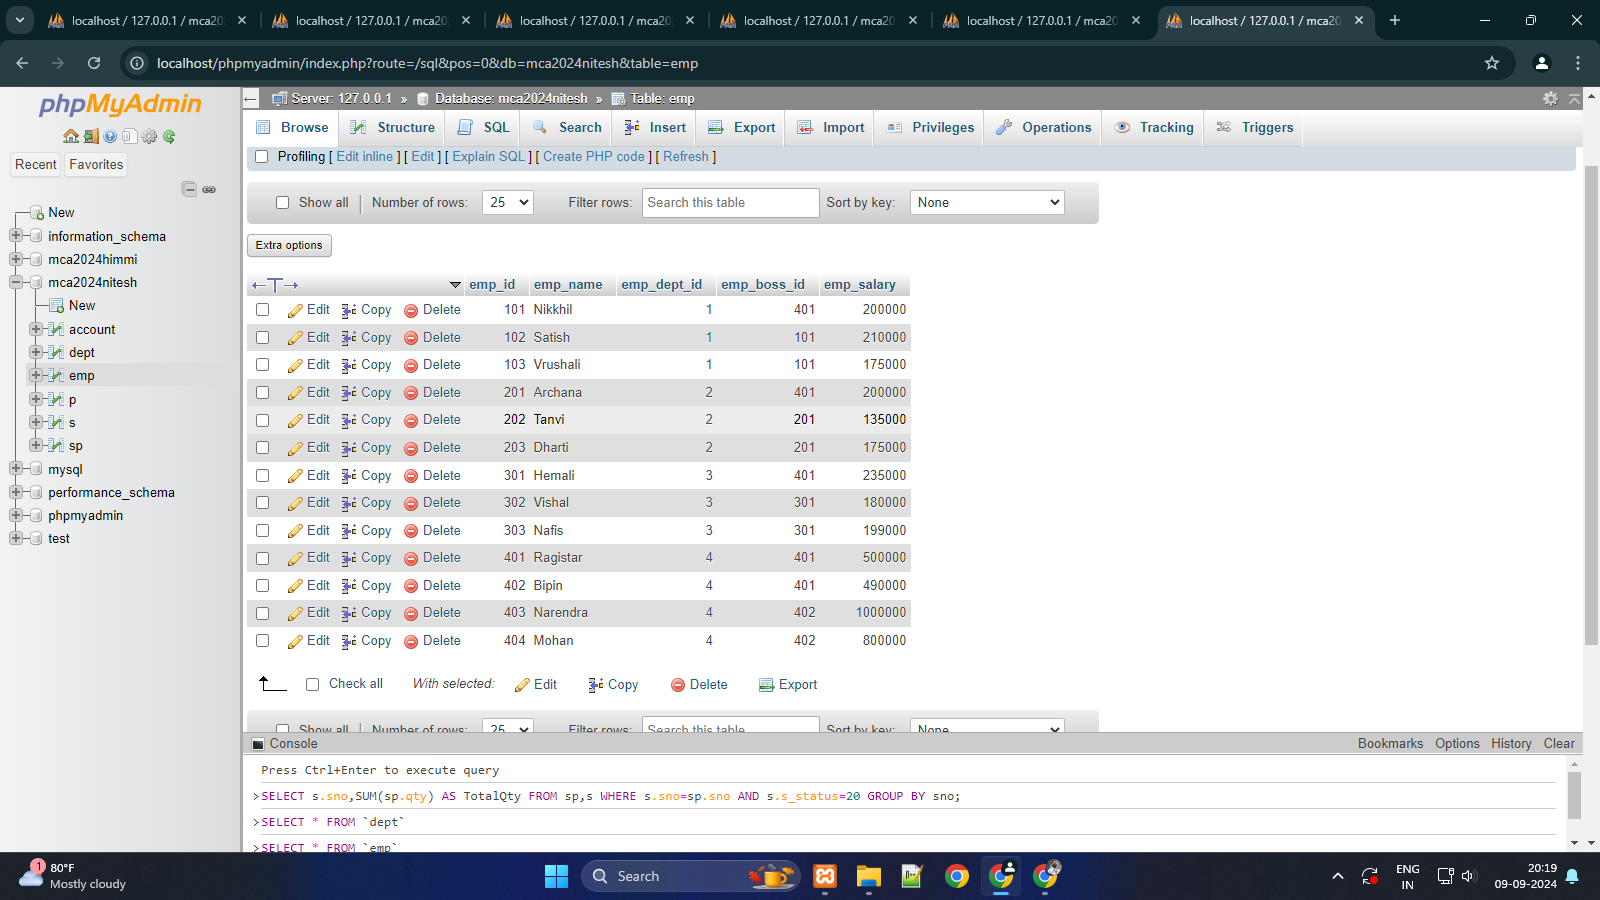 localhost / 127.0.0.1 / mca20
localhost / 127.0.0.1 / mca20
localhost / 127.0.0.1 / mca20
localhost / 127.0.0.1 / mca20
localhost / 127.0.0.1 / mca20
localhost / 127.0.0.1 / mca20
localhost/phpmyadmin/index.php?route=/sql&pos=0&db=mca2024nitesh&table=emp
phpMyAdmin
Recent
Favorites
New
information_schema
mca2024himmi
mca2024nitesh
New
account
dept
emp
p
s
sp
mysql
performance_schema
phpmyadmin
test
Server: 127.0.0.1 » Database: mca2024nitesh » Table: emp
Browse Structure SQL Search Insert Export Import Privileges Operations Tracking Triggers
Profiling [ Edit inline ] [ Edit ] [ Explain SQL ] [ Create PHP code ] [ Refresh ]
Show all | Number of rows: 25 Filter rows: Search this table Sort by key: None
Extra options
emp_id emp_name emp_dept_id emp_boss_id emp_salary
Edit Copy Delete 101 Nikkhil 1 401 200000
Edit Copy Delete 102 Satish 1 101 210000
Edit Copy Delete 103 Vrushali 1 101 175000
Edit Copy Delete 201 Archana 2 401 200000
Edit Copy Delete 202 Tanvi 2 201 135000
Edit Copy Delete 203 Dharti 2 201 175000
Edit Copy Delete 301 Hemali 3 401 235000
Edit Copy Delete 302 Vishal 3 301 180000
Edit Copy Delete 303 Nafis 3 301 199000
Edit Copy Delete 401 Ragistar 4 401 500000
Edit Copy Delete 402 Bipin 4 401 490000
Edit Copy Delete 403 Narendra 4 402 1000000
Edit Copy Delete 404 Mohan 4 402 800000
Check all With selected: Edit Copy Delete Export
Show all | Number of rows: 25 Filter rows: Search this table Sort by key: None
Console Bookmarks Options History Clear
Press Ctrl+Enter to execute query
>SELECT s.sno,SUM(sp.qty) AS TotalQty FROM sp,s WHERE s.sno=sp.sno AND s.s_status=20 GROUP BY sno;
>SELECT * FROM `dept`
>SELECT * FROM `emp`
1
80°F
Mostly cloudy
Search
ENG
IN
20:19
09-09-2024